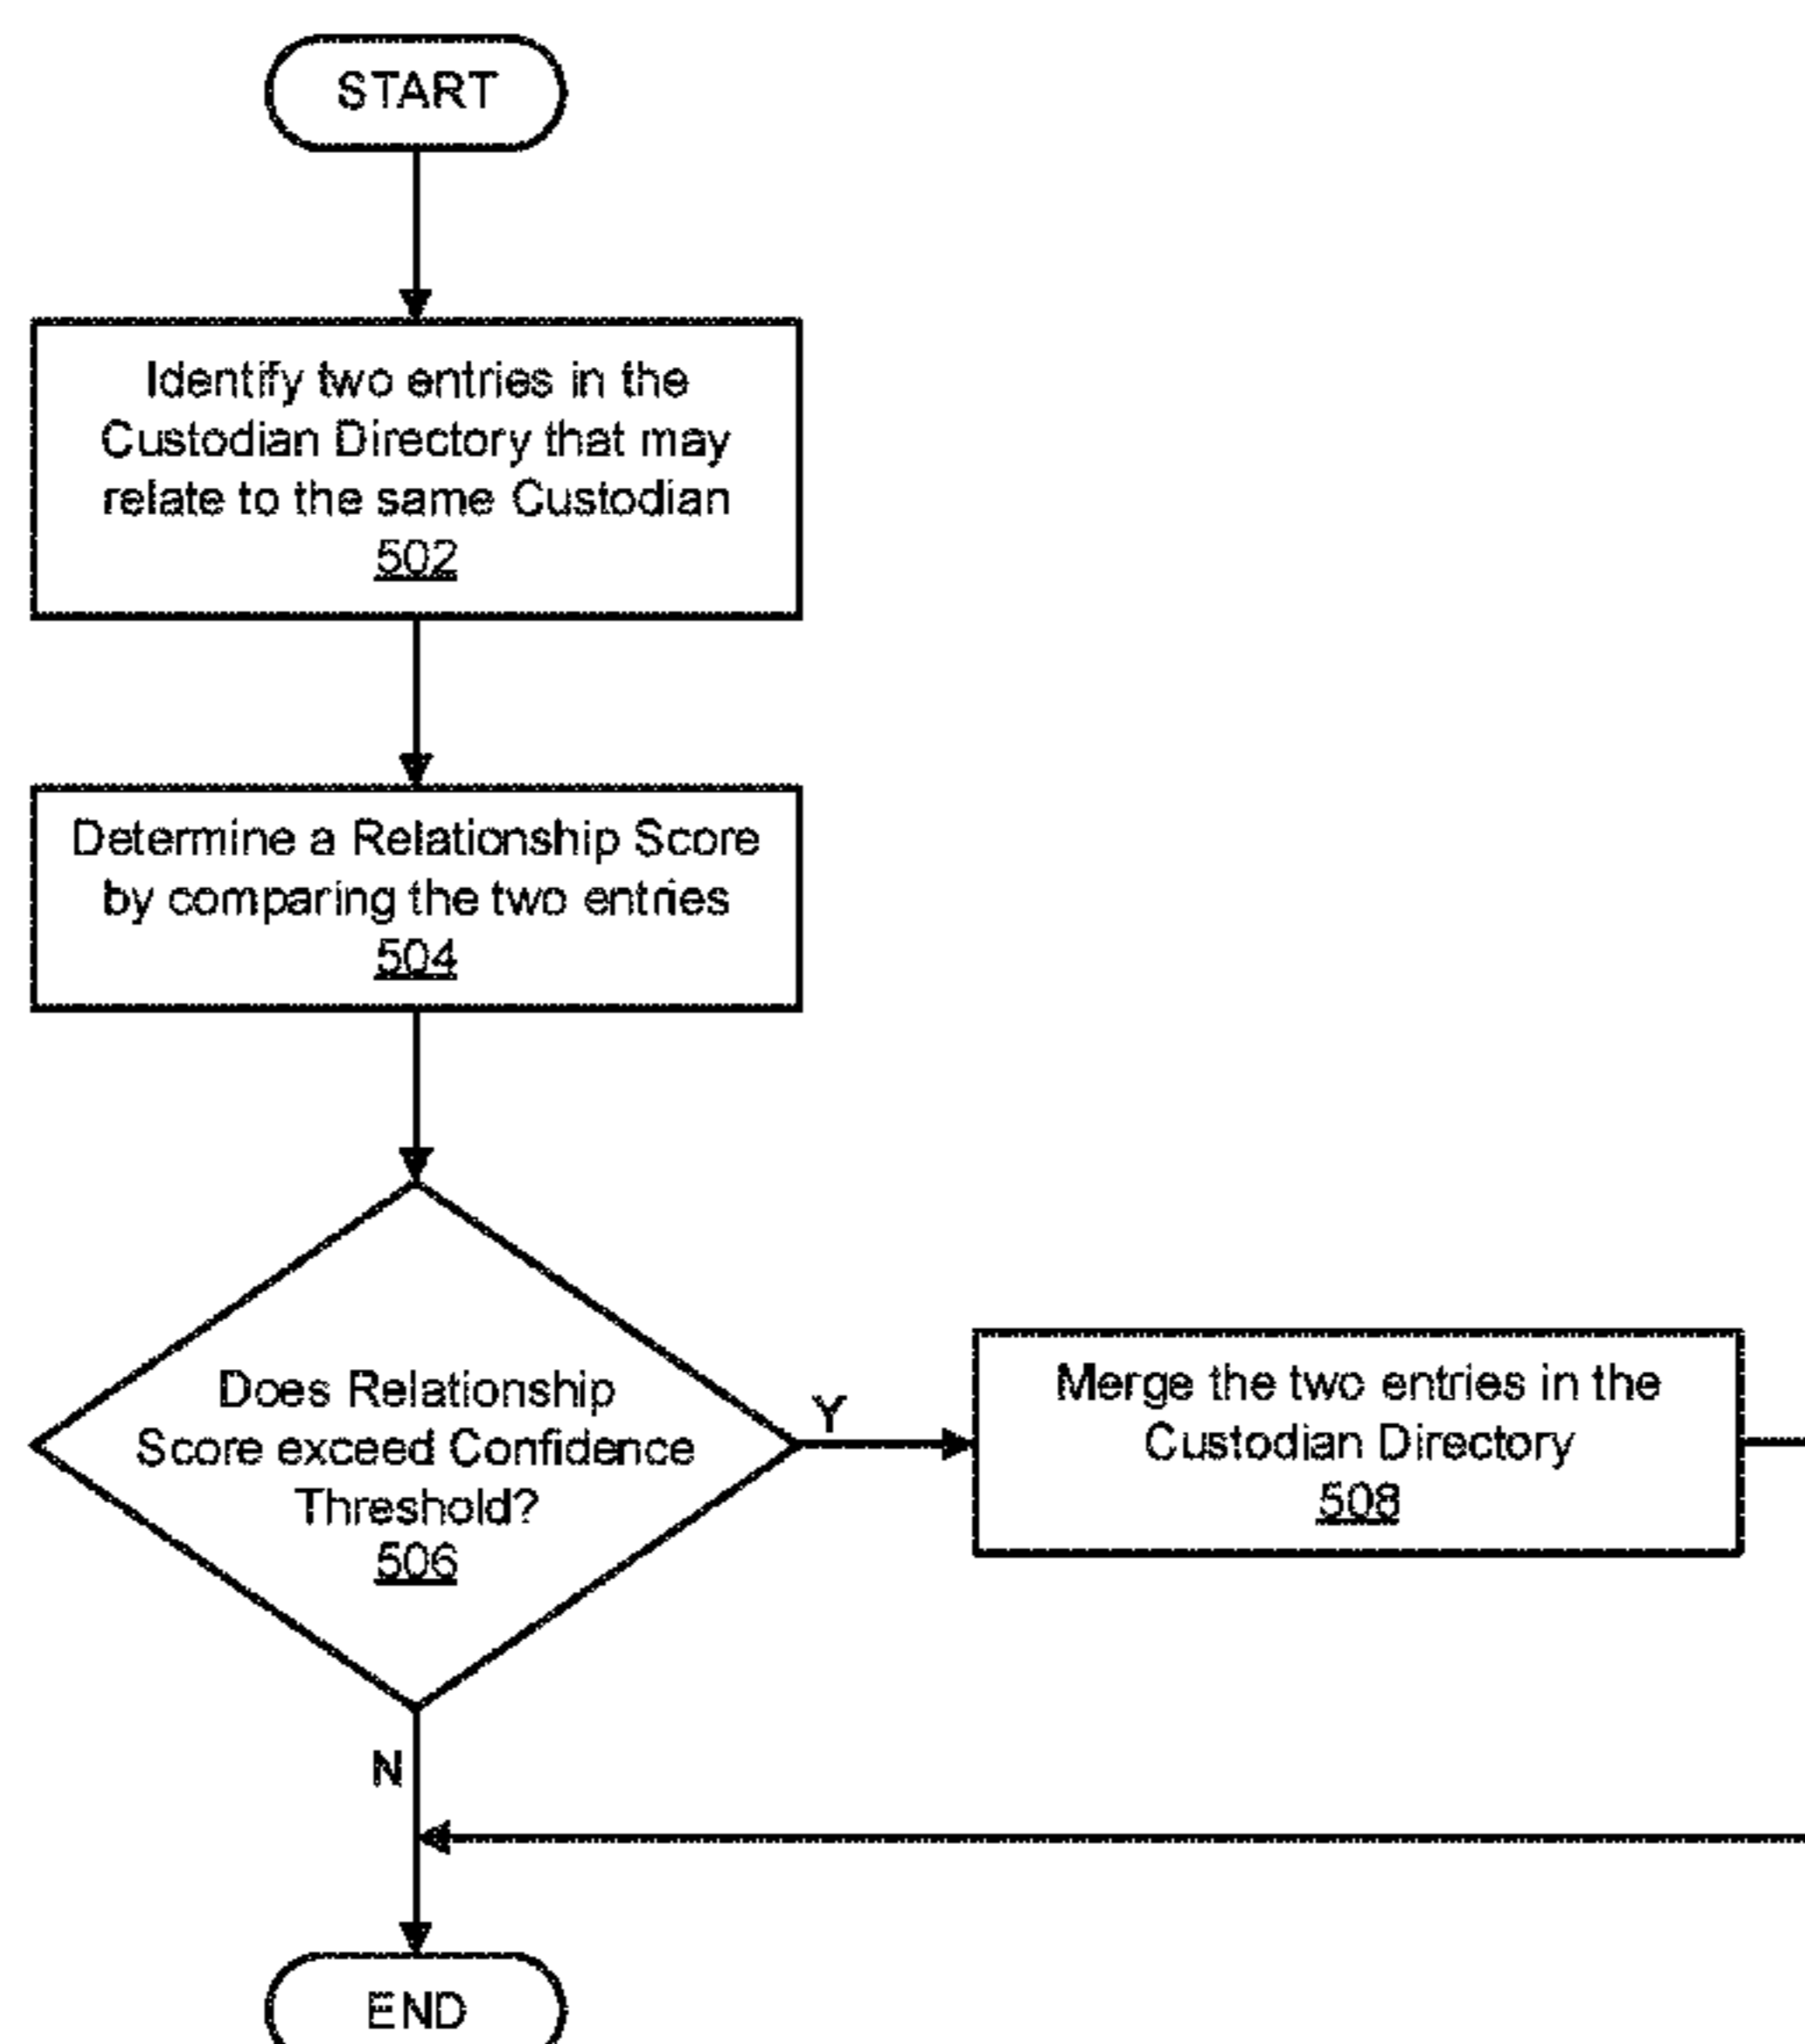 START
Identify two entries in the
Custodian Directory that may
relate to the same Custodian
502
Determine a Relationship Score
by comparing the two entries
504
Does Relationship
Score exceed Confidence
Threshold?
506
Y
Merge the two entries in the
Custodian Directory
508
N
END